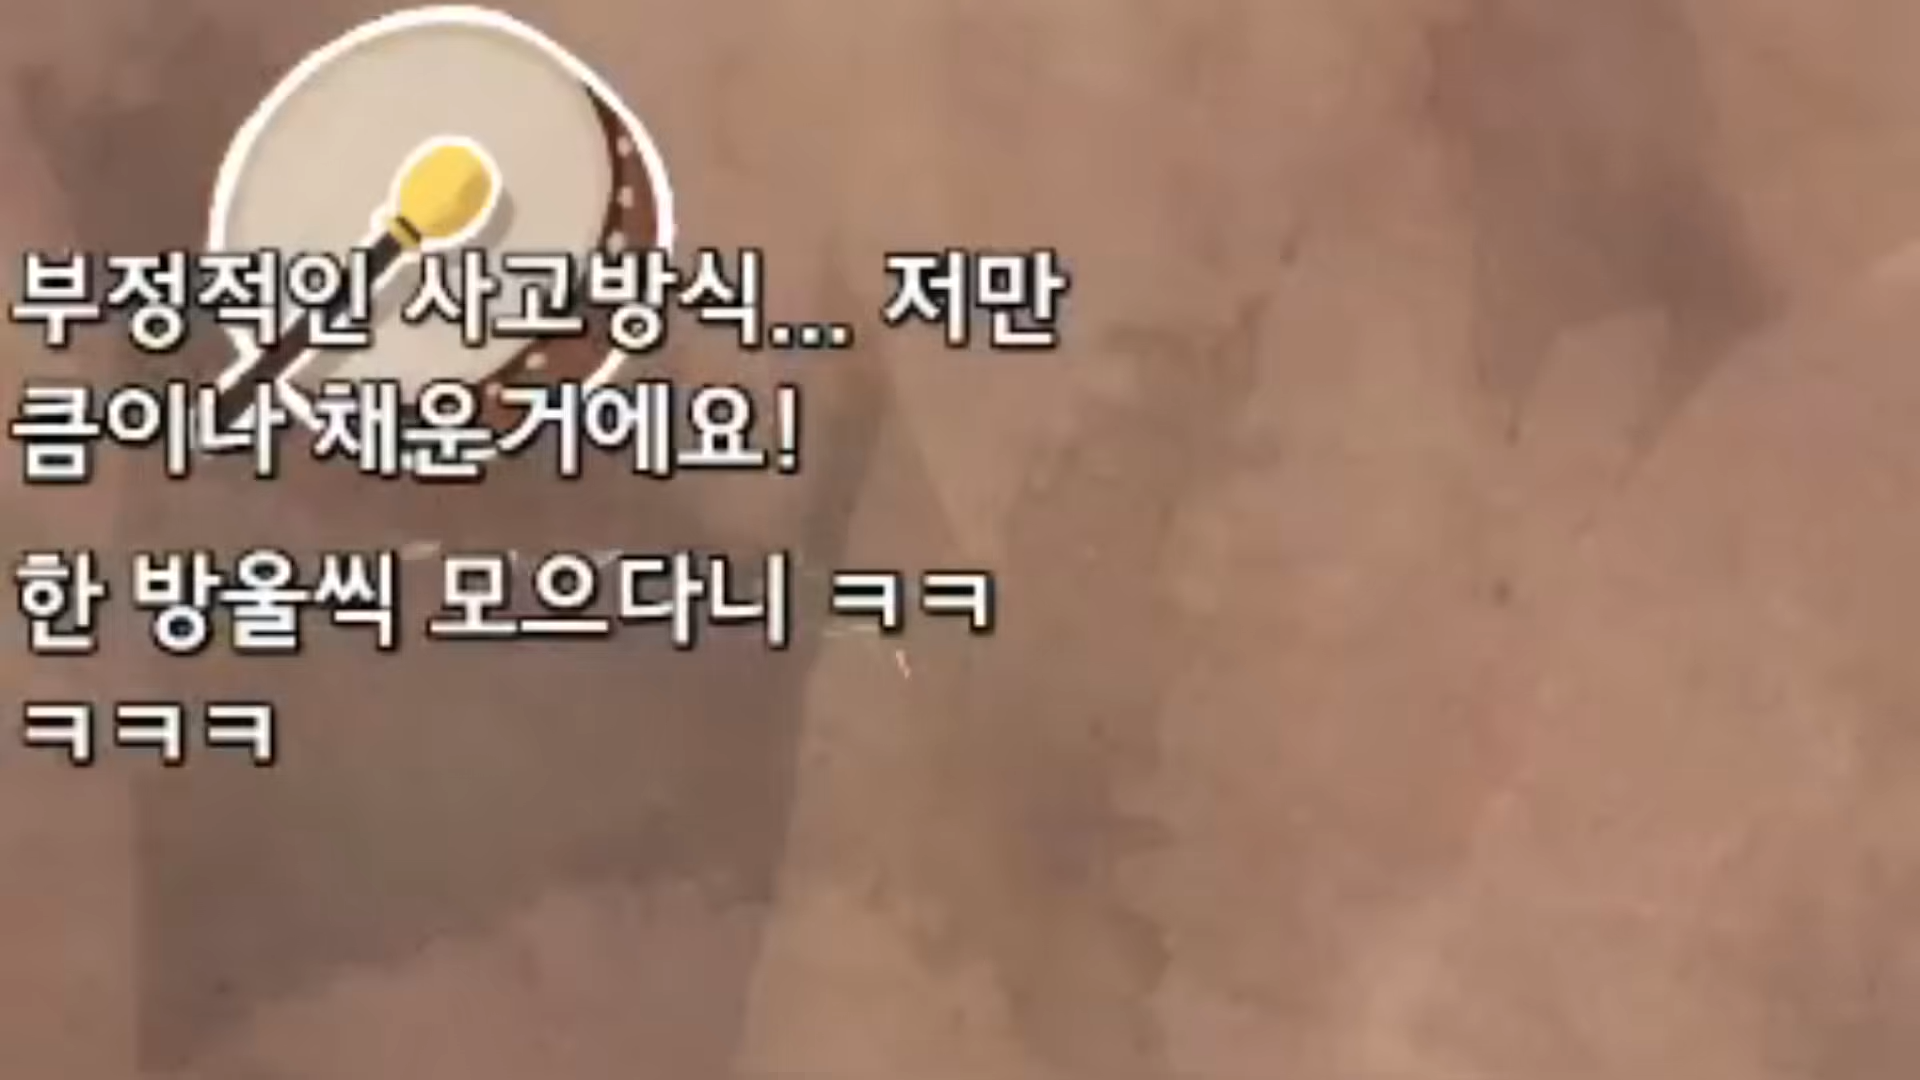 부정적인 사고방식... 저만
큼이나 채운거에요!
한 방울씩 모으다니 ㅋㅋ
ㅋㅋㅋ